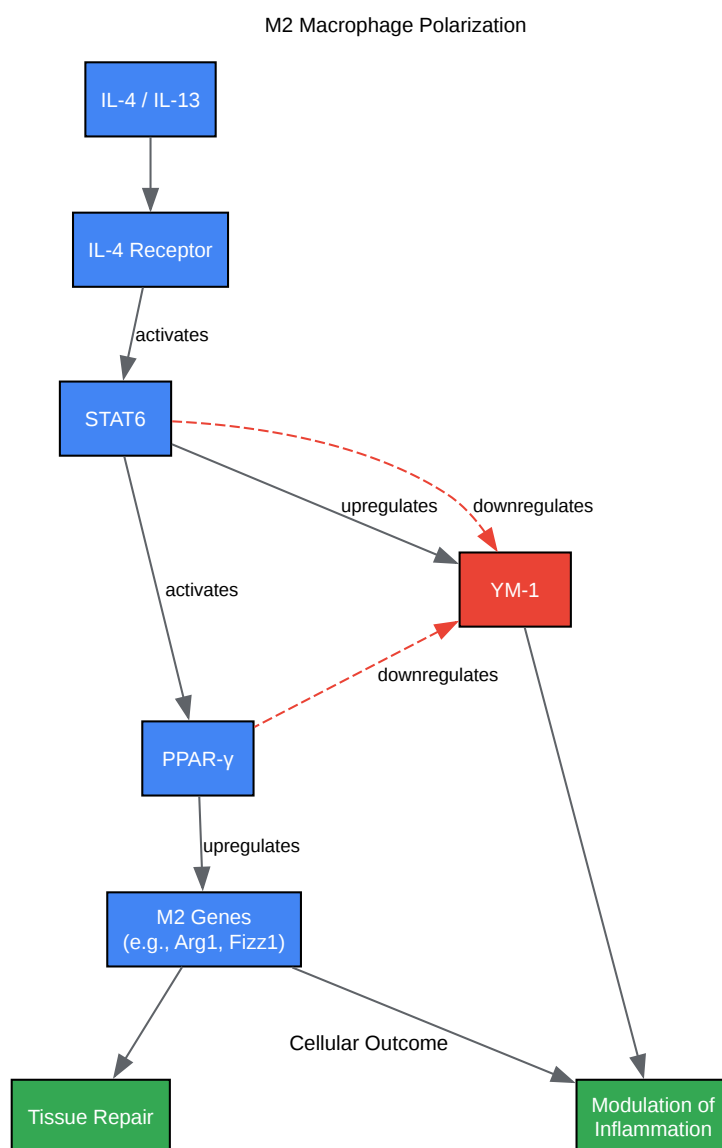 M2 Macrophage Polarization
IL-4 / IL-13
IL-4 Receptor
activates
STAT6
upregulates
downregulates
activates
YM-1
downregulates
PPAR-γ
upregulates
M2 Genes
(e.g., Arg1, Fizz1)
Cellular Outcome
Tissue Repair
Modulation of
Inflammation